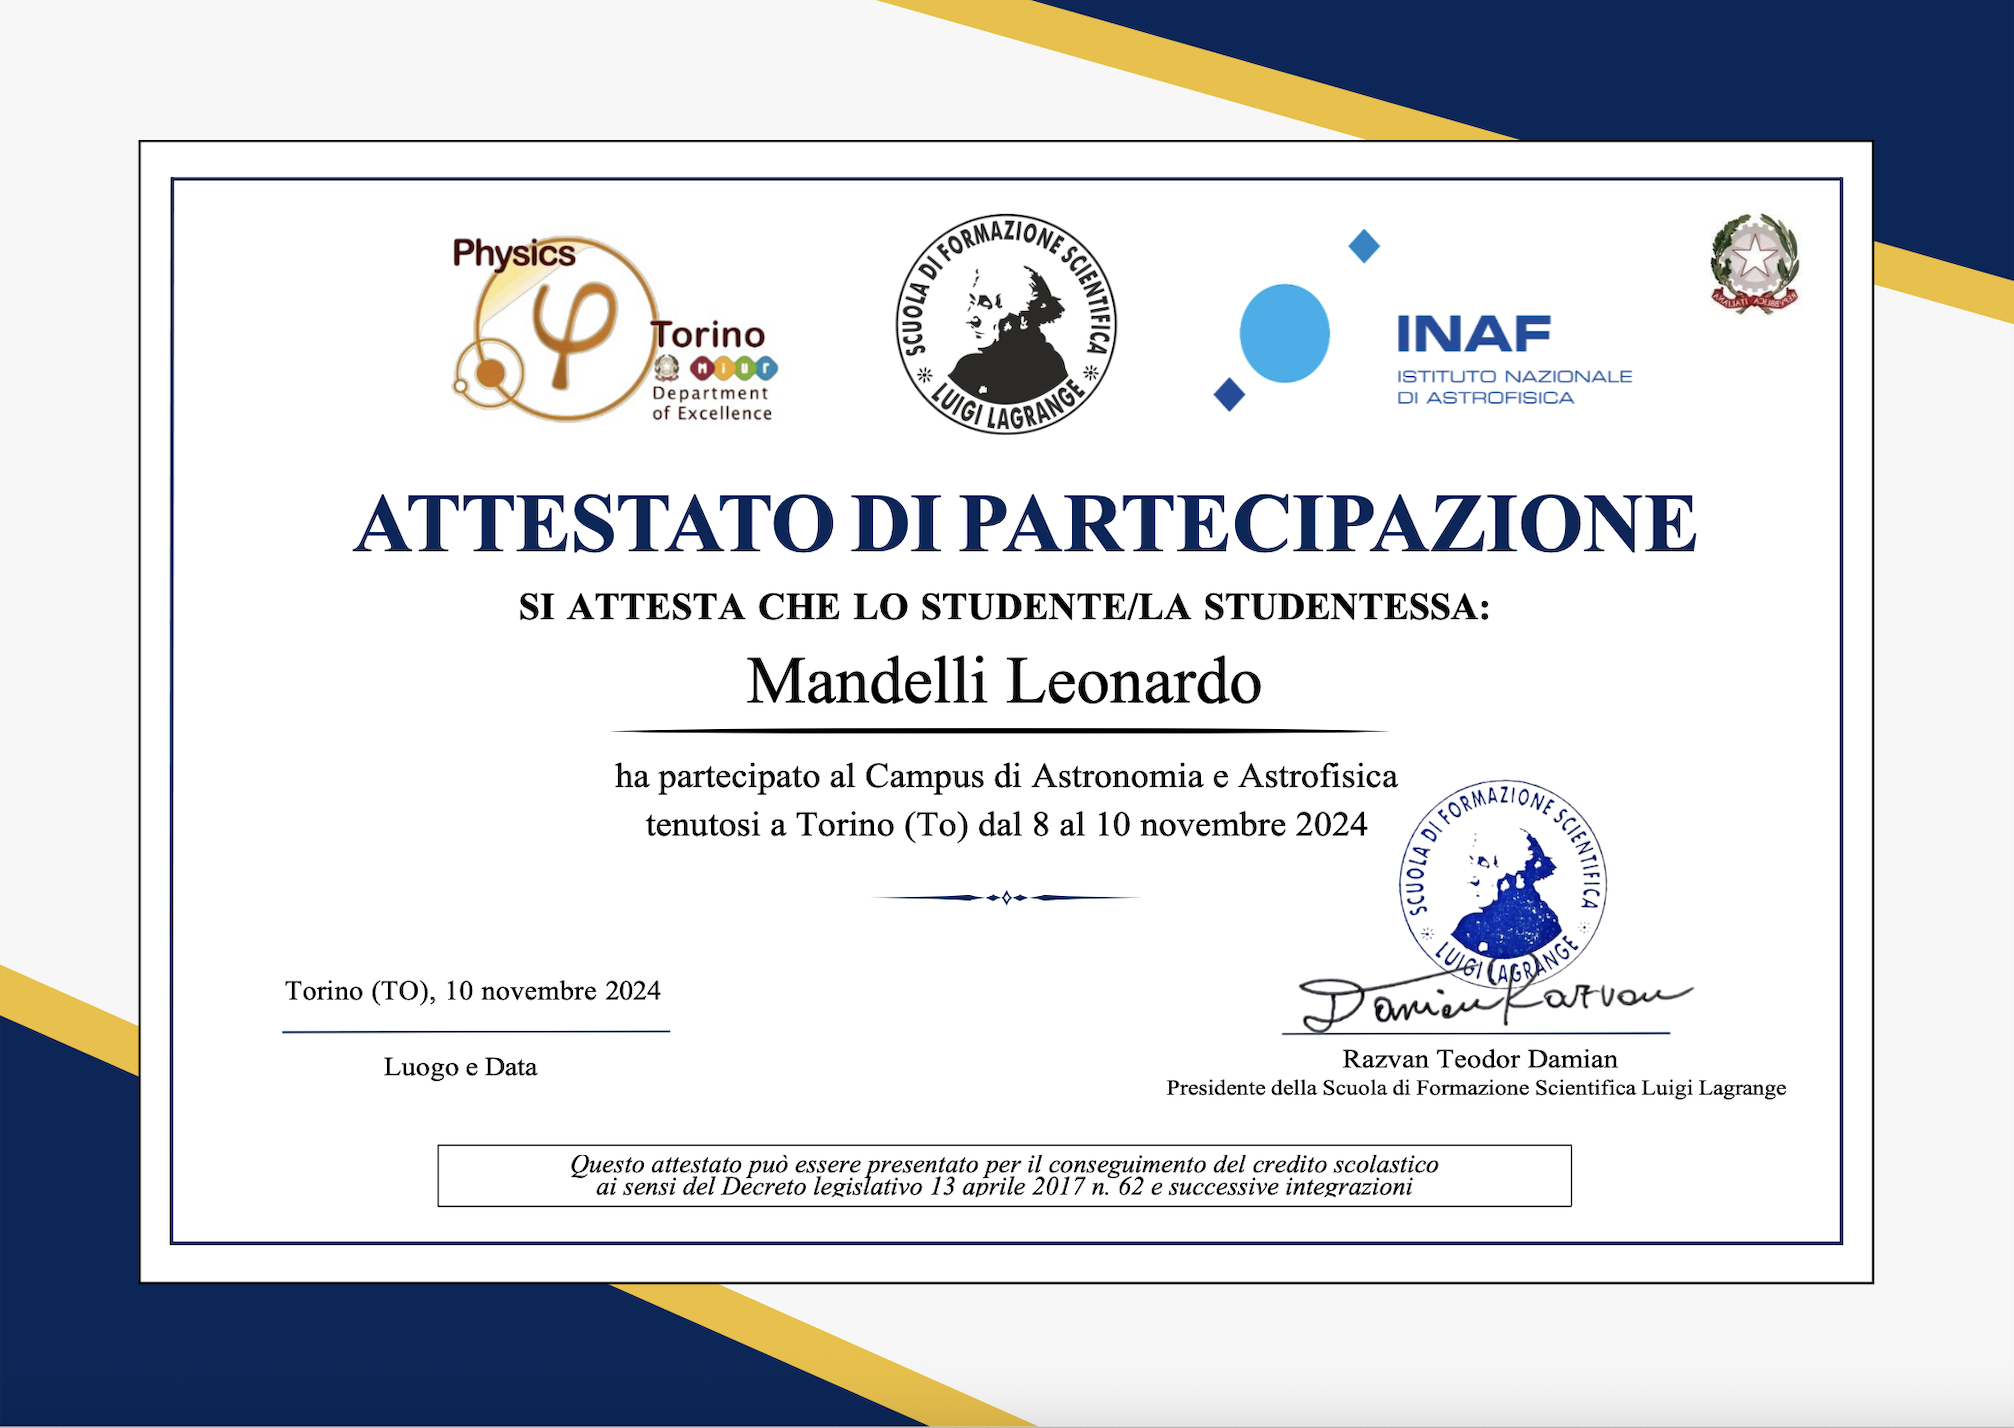 Physics
φ
Torino
miur
Department
of Excellence
SCUOLA DI FORMAZIONE SCIENTIFICA
LUIGI LAGRANGE
INAF
ISTITUTO NAZIONALE
DI ASTROFISICA
REPVBBLICA ITALIANA
ATTESTATO DI PARTECIPAZIONE
SI ATTESTA CHE LO STUDENTE/LA STUDENTESSA:
Mandelli Leonardo
ha partecipato al Campus di Astronomia e Astrofisica
tenutosi a Torino (To) dal 8 al 10 novembre 2024
SCUOLA DI FORMAZIONE SCIENTIFICA
LUIGI LAGRANGE
Torino (TO), 10 novembre 2024
Damian Razvan
Luogo e Data
Razvan Teodor Damian
Presidente della Scuola di Formazione Scientifica Luigi Lagrange
Questo attestato può essere presentato per il conseguimento del credito scolastico
ai sensi del Decreto legislativo 13 aprile 2017 n. 62 e successive integrazioni